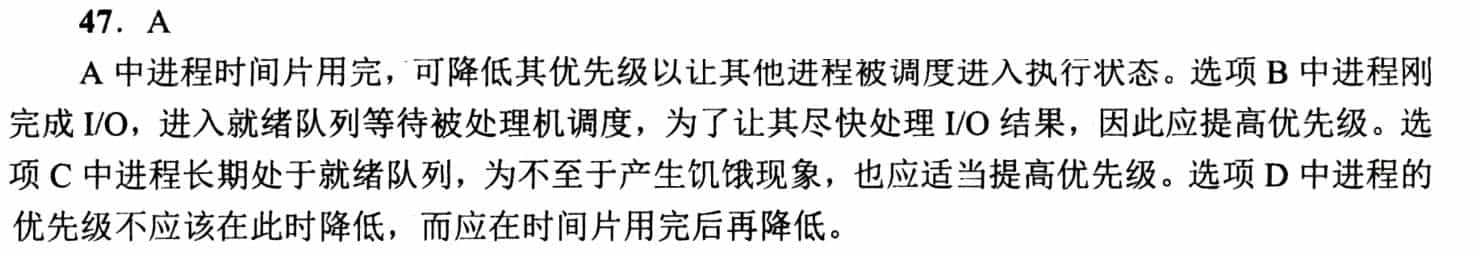 47．A
A 中进程时间片用完，可降低其优先级以让其他进程被调度进入执行状态。选项 B 中进程刚
完成 I/O，进入就绪队列等待被处理机调度，为了让其尽快处理 I/O 结果，因此应提高优先级。选
项 C 中进程长期处于就绪队列，为不至于产生饥饿现象，也应适当提高优先级。选项 D 中进程的
优先级不应该在此时降低，而应在时间片用完后再降低。